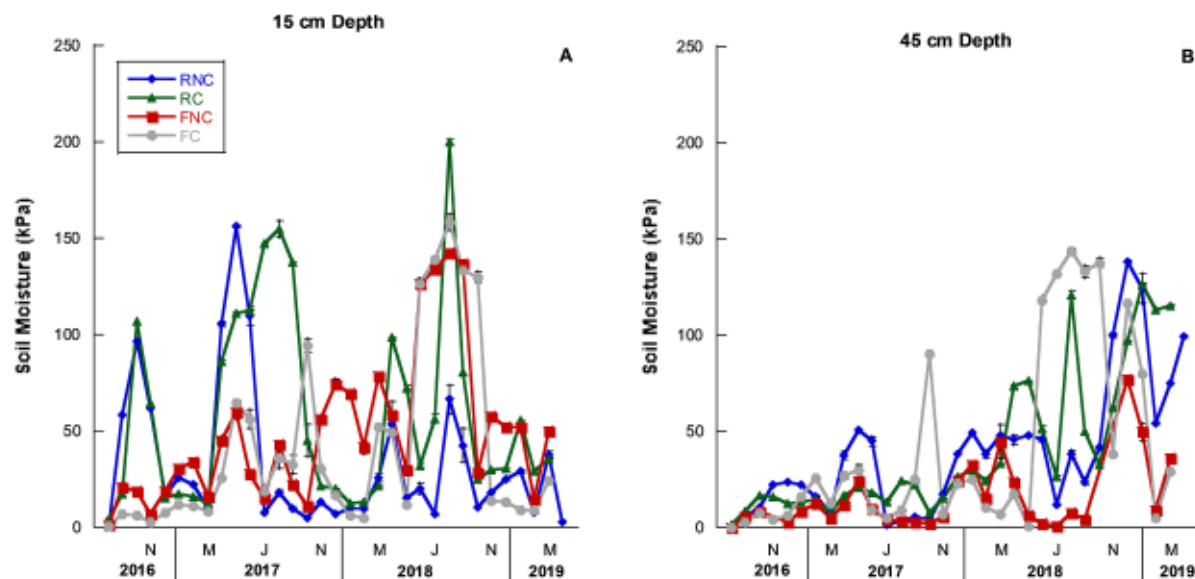 15 cm Depth
A
250
200
150
100
50
0
Soil Moisture (kPa)
RNC
RC
FNC
FC
N M J N M J N M
2016 2017 2018 2019
45 cm Depth
B
250
200
150
100
50
0
Soil Moisture (kPa)
N M J N M J N M
2016 2017 2018 2019